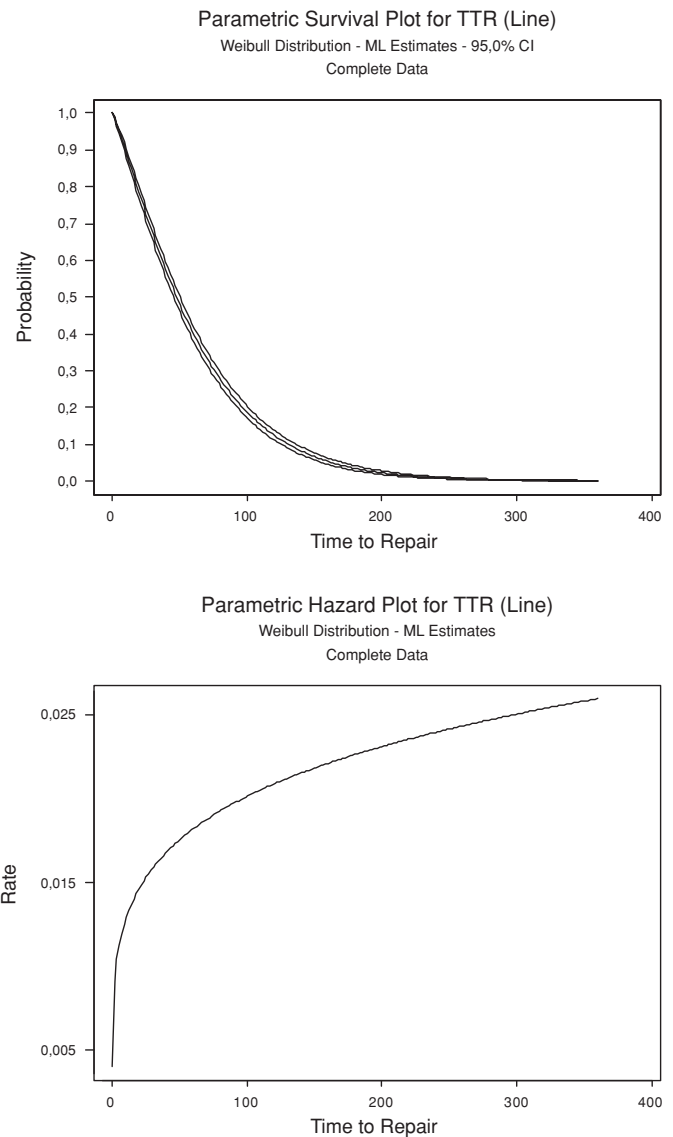 Parametric Survival Plot for TTR (Line)
Weibull Distribution - ML Estimates - 95,0% CI
Complete Data
1,0
0,9
0,8
0,7
0,6
0,5
0,4
0,3
0,2
0,1
0,0
Probability
0 100 200 300 400
Time to Repair
Parametric Hazard Plot for TTR (Line)
Weibull Distribution - ML Estimates
Complete Data
0,025
0,015
0,005
Rate
0 100 200 300 400
Time to Repair